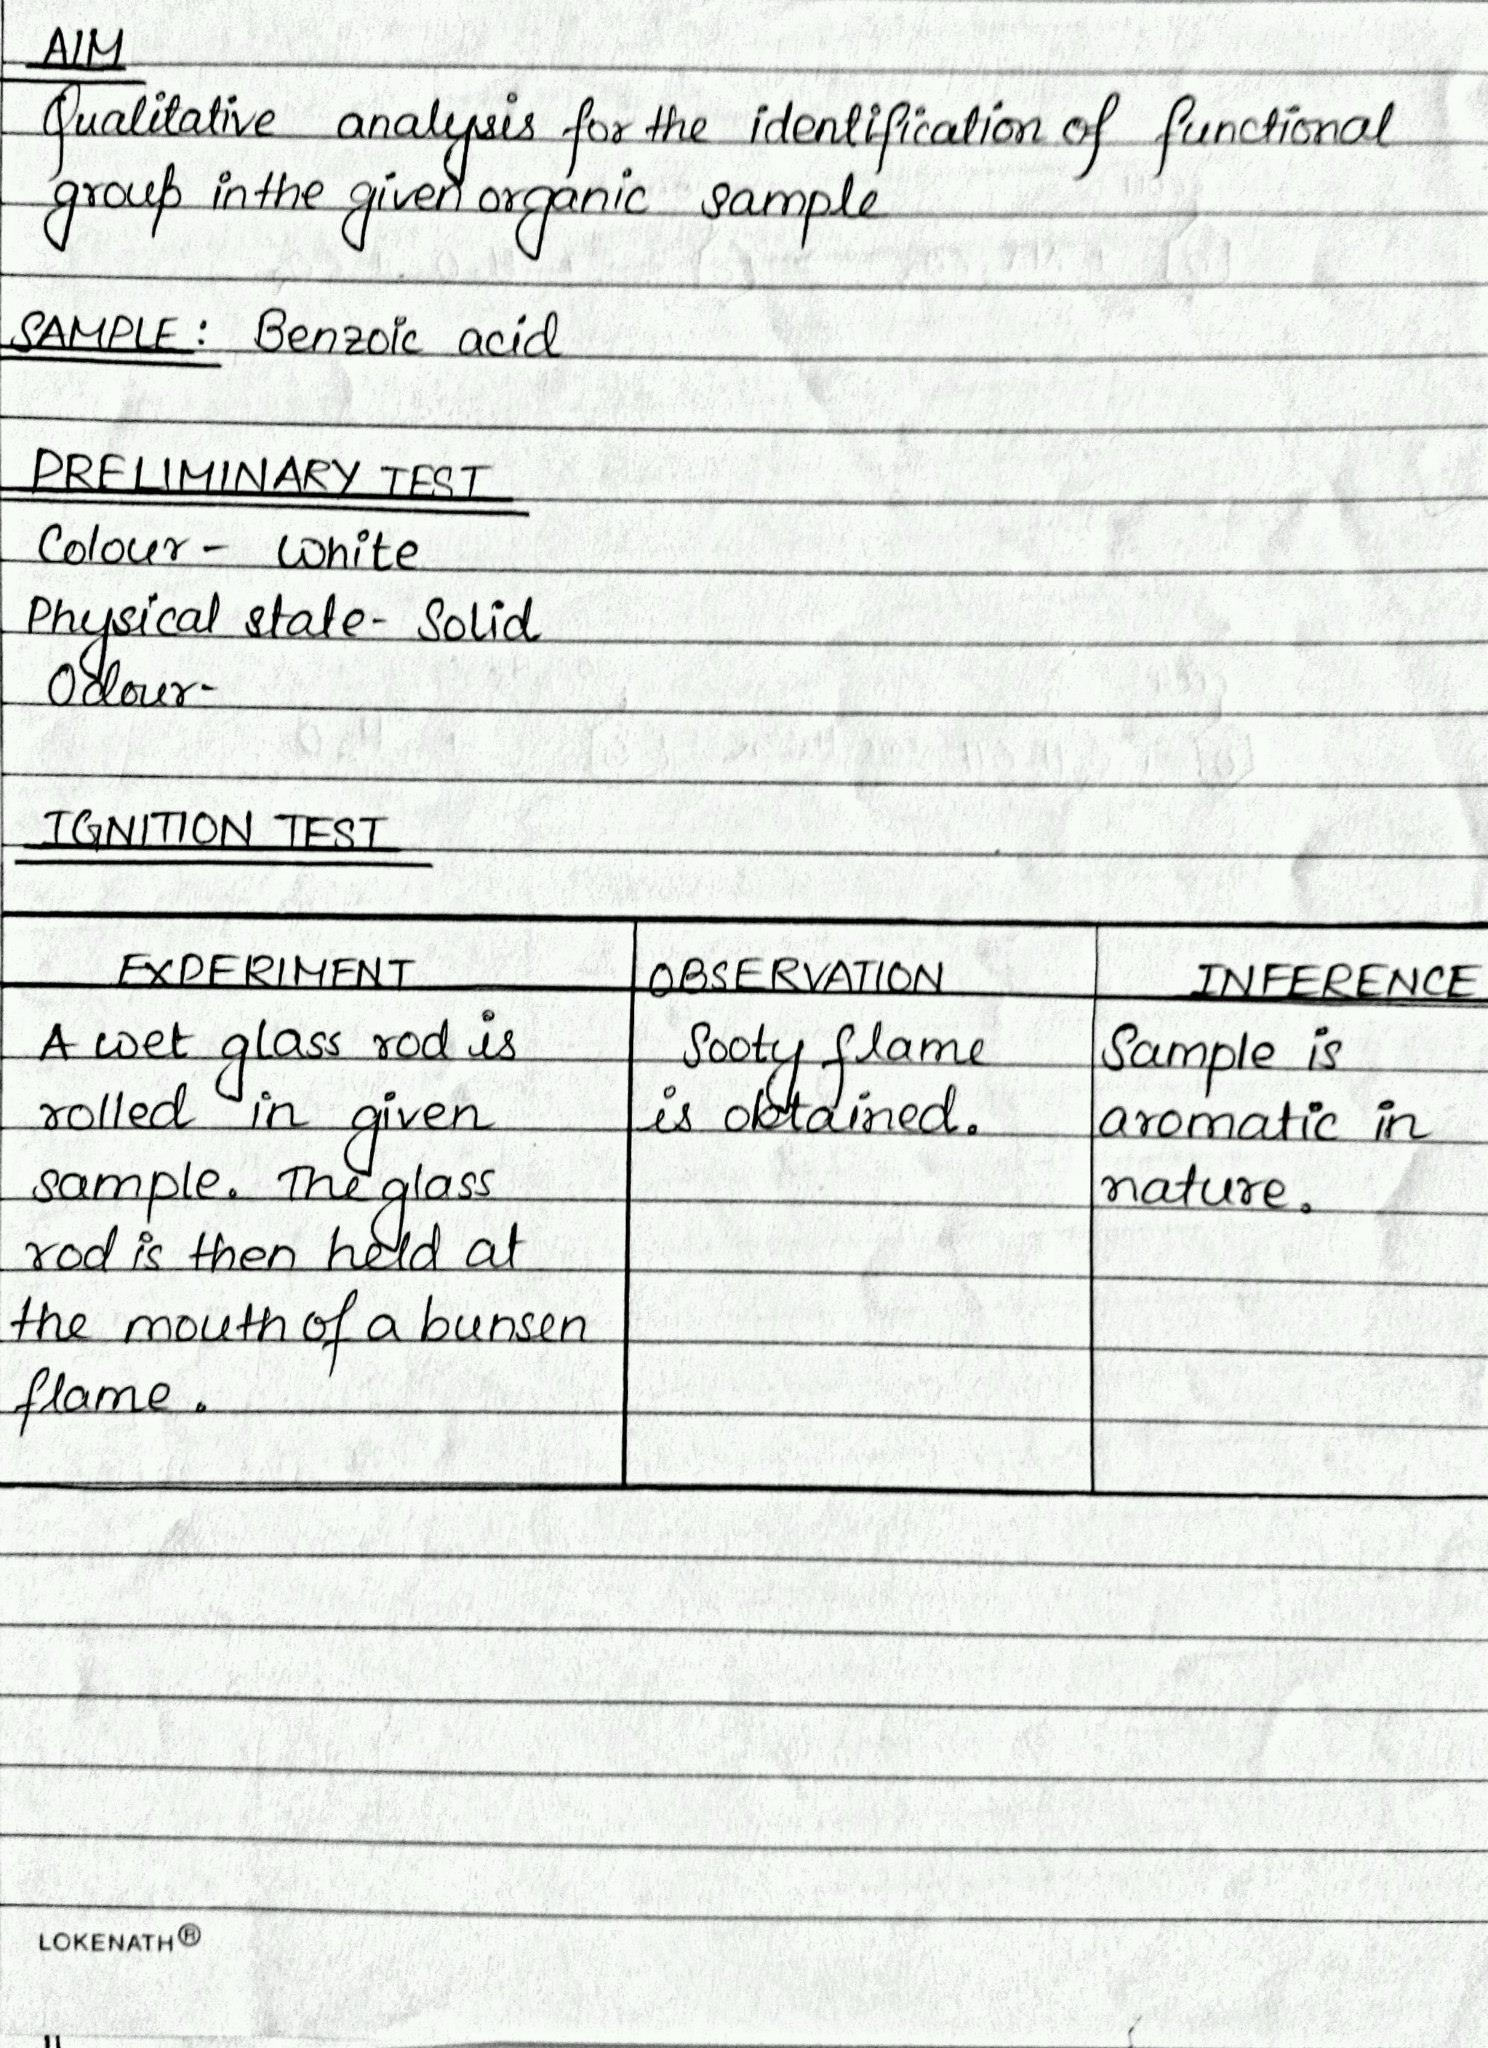 AIM
Qualitative analysis for the identification of functional
group in the given organic sample
SAMPLE: Benzoic acid
PRELIMINARY TEST
Colour - White
Physical state - Solid
Odour -
IGNITION TEST
EXPERIMENT
A wet glass rod is
rolled in given
sample. The glass
rod is then held at
the mouth of a bunsen
flame.
OBSERVATION
Sooty flame
is obtained.
INFERENCE
Sample is
aromatic in
nature.
LOKENATH®